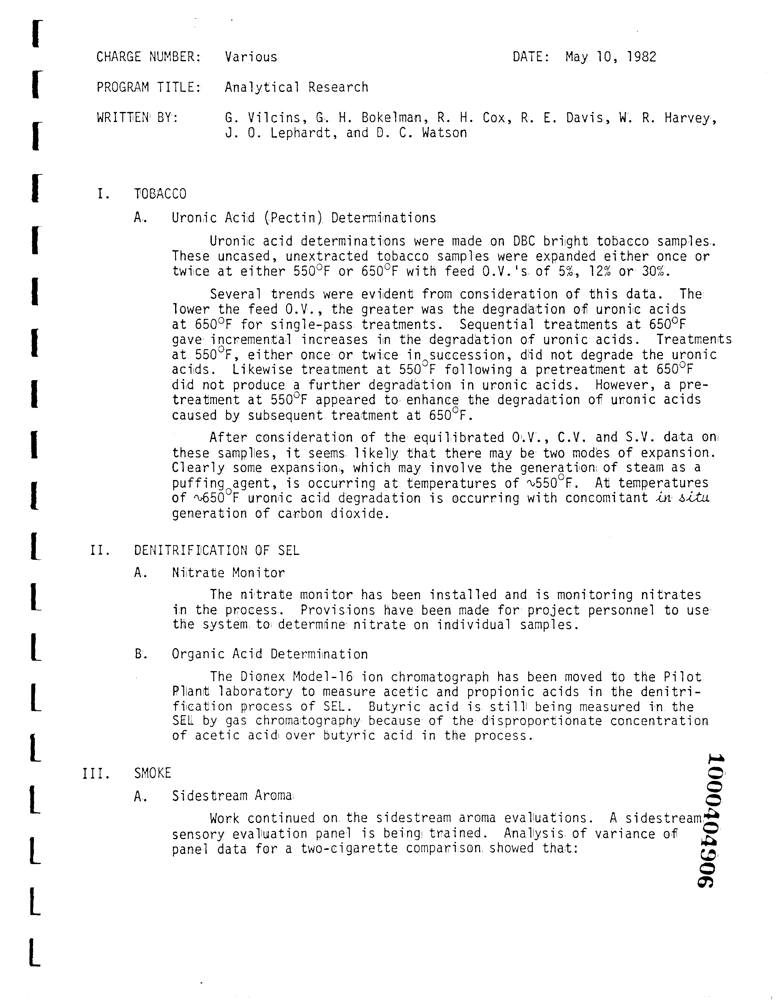 CHARGE NUMBER: Various DATE: May 10, 1982
PROGRAM TITLE: Analytical Research
WRITTEN BY: G. Vilcins, G. H. Bokelman, R. H. Cox, R. E. Davis, W. R. Harvey,
J. O. Lephardt, and D. C. Watson
I. TOBACCO
A. Uronic Acid (Pectin) Determinations
Uronic acid determinations were made on DBC bright tobacco samples.
These uncased, unextracted tobacco samples were expanded either once or
twice at either 550°F or 650°F with feed O.V.'s of 5%, 12% or 30%.
Several trends were evident from consideration of this data. The
lower the feed O.V., the greater was the degradation of uronic acids
at 650°F for single-pass treatments. Sequential treatments at 650°F
gave incremental increases in the degradation of uronic acids. Treatments
at 550°F, either once or twice in succession, did not degrade the uronic
acids. Likewise treatment at 550°F following a pretreatment at 650°F
did not produce a further degradation in uronic acids. However, a pre-
treatment at 550°F appeared to enhance the degradation of uronic acids
caused by subsequent treatment at 650°F.
After consideration of the equilibrated O.V., C.V. and S.V. data on
these samples, it seems likely that there may be two modes of expansion.
Clearly some expansion, which may involve the generation of steam as a
puffing agent, is occurring at temperatures of ~550°F. At temperatures
of ~650°F uronic acid degradation is occurring with concomitant in situ
generation of carbon dioxide.
II. DENITRIFICATION OF SEL
A. Nitrate Monitor
The nitrate monitor has been installed and is monitoring nitrates
in the process. Provisions have been made for project personnel to use
the system to determine nitrate on individual samples.
B. Organic Acid Determination
The Dionex Model-16 ion chromatograph has been moved to the Pilot
Plant laboratory to measure acetic and propionic acids in the denitri-
fication process of SEL. Butyric acid is still being measured in the
SEL by gas chromatography because of the disproportionate concentration
of acetic acid over butyric acid in the process.
III. SMOKE
A. Sidestream Aroma
Work continued on the sidestream aroma evaluations. A sidestream
sensory evaluation panel is being trained. Analysis of variance of
panel data for a two-cigarette comparison showed that:
1000404906